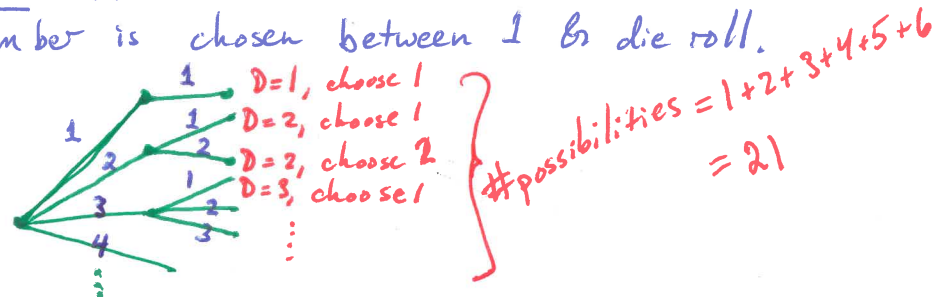 mber is chosen between 1 & die roll.
1 D=1, choose 1
1
1 D=2, choose 1
2
2 D=2, choose 2
1 D=3, choose 1
3
2
3
4
#possibilities = 1+2+3+4+5+6
= 21